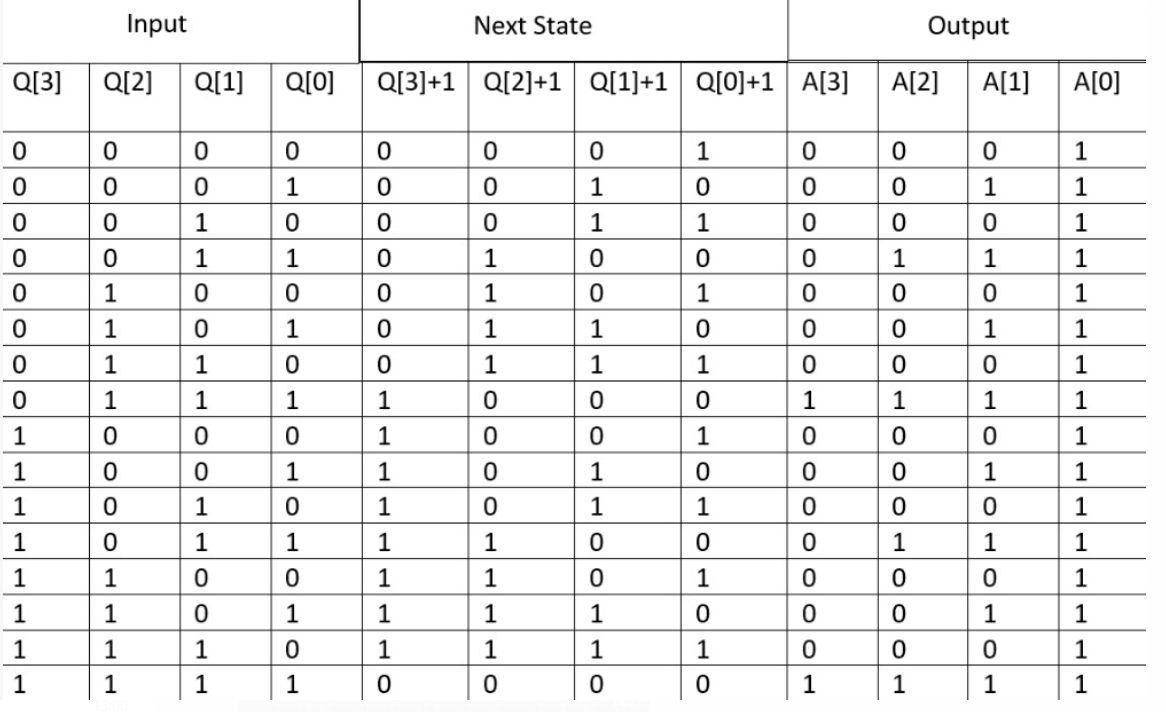 Input Next State Output
Q[3] Q[2] Q[1] Q[0] Q[3]+1 Q[2]+1 Q[1]+1 Q[0]+1 A[3] A[2] A[1] A[0]
0 0 0 0 0 0 0 1 0 0 0 1
0 0 0 1 0 0 1 0 0 0 1 1
0 0 1 0 0 0 1 1 0 0 0 1
0 0 1 1 0 1 0 0 0 1 1 1
0 1 0 0 0 1 0 1 0 0 0 1
0 1 0 1 0 1 1 0 0 0 1 1
0 1 1 0 0 1 1 1 0 0 0 1
0 1 1 1 1 0 0 0 1 1 1 1
1 0 0 0 1 0 0 1 0 0 0 1
1 0 0 1 1 0 1 0 0 0 1 1
1 0 1 0 1 0 1 1 0 0 0 1
1 0 1 1 1 1 0 0 0 1 1 1
1 1 0 0 1 1 0 1 0 0 0 1
1 1 0 1 1 1 1 0 0 0 1 1
1 1 1 0 1 1 1 1 0 0 0 1
1 1 1 1 0 0 0 0 1 1 1 1